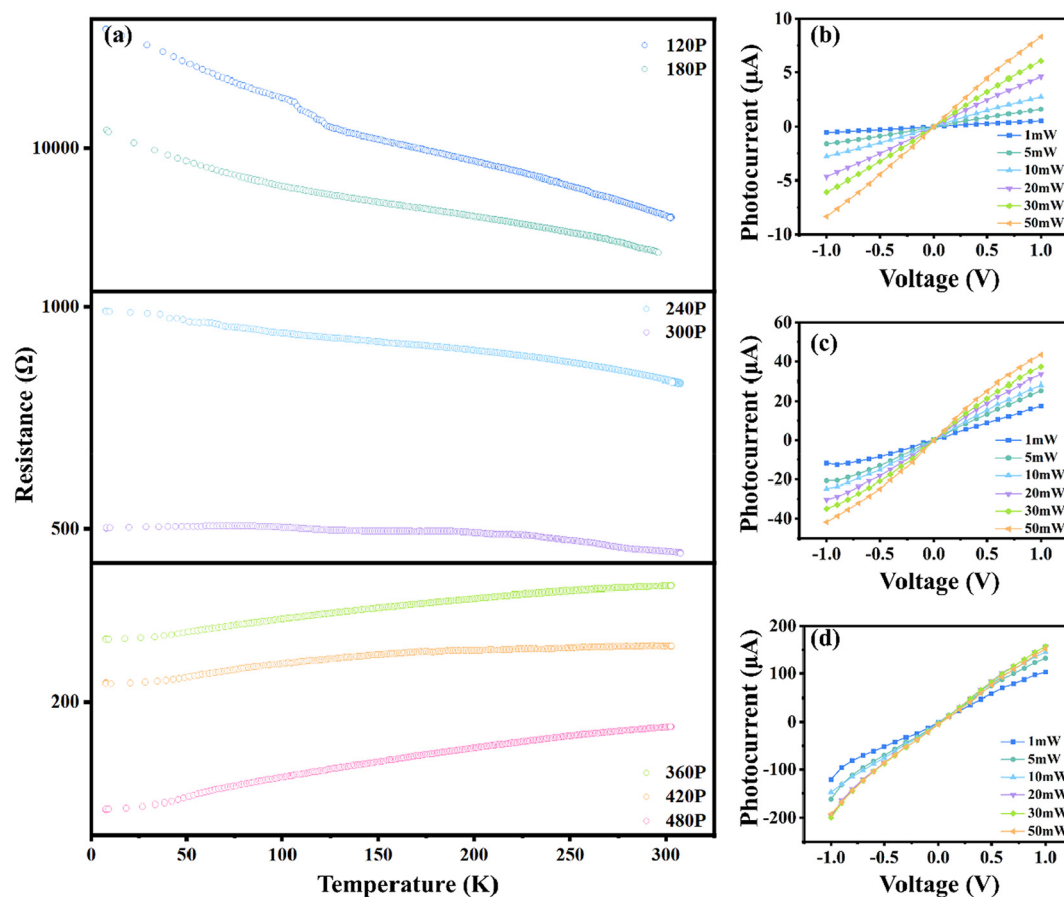 (a)
120P
180P
10000
1000
240P
300P
Resistance (Ω)
500
200
360P
420P
480P
0 50 100 150 200 250 300
Temperature (K)
(b)
Photocurrent (μA)
10
5
0
-5
-10
1mW
5mW
10mW
20mW
30mW
50mW
-1.0 -0.5 0.0 0.5 1.0
Voltage (V)
(c)
Photocurrent (μA)
60
40
20
0
-20
-40
1mW
5mW
10mW
20mW
30mW
50mW
-1.0 -0.5 0.0 0.5 1.0
Voltage (V)
(d)
Photocurrent (μA)
200
100
0
-100
-200
1mW
5mW
10mW
20mW
30mW
50mW
-1.0 -0.5 0.0 0.5 1.0
Voltage (V)